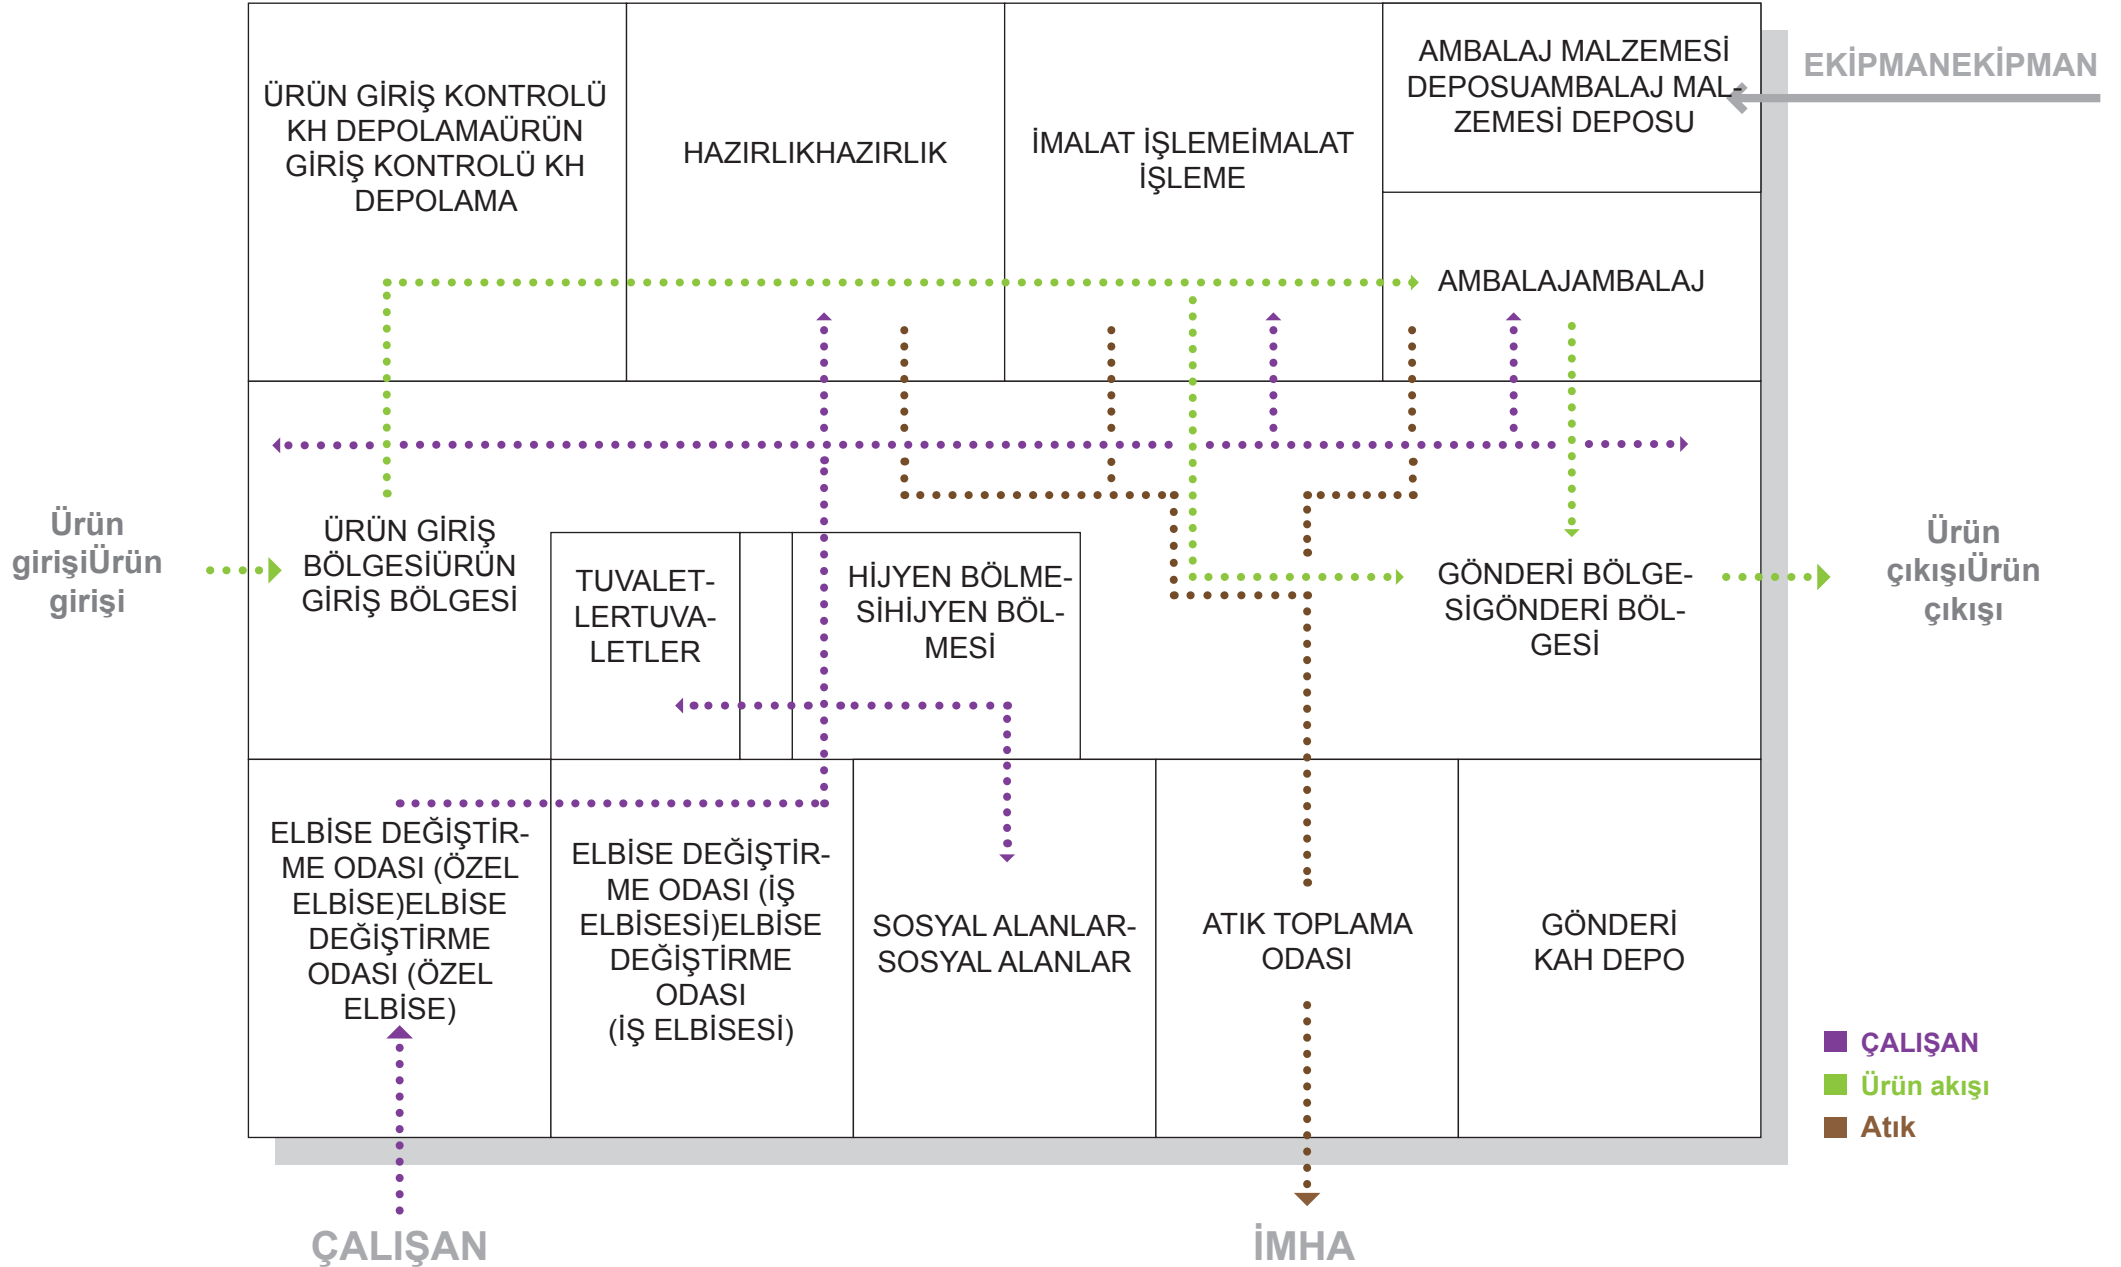 ÜRÜN GİRİŞ KONTROLÜ
KH DEPOLAMAÜRÜN
GİRİŞ KONTROLÜ KH
DEPOLAMA
HAZIRLIKHAZIRLIK
İMALAT İŞLEMEİMALAT
İŞLEME
AMBALAJ MALZEMESİ
DEPOSUAMBALAJ MAL-
ZEMESİ DEPOSU
EKİPMANEKİPMAN
AMBALAJAMBALAJ
Ürün
girişiÜrün
girişi
ÜRÜN GİRİŞ
BÖLGESİÜRÜN
GİRİŞ BÖLGESİ
TUVALET-
LERTUVA-
LETLER
HİJYEN BÖLME-
SİHİJYEN BÖL-
MESİ
GÖNDERİ BÖLGE-
SİGÖNDERİ BÖL-
GESİ
Ürün
çıkışıÜrün
çıkışı
ELBİSE DEĞİŞTİR-
ME ODASI (ÖZEL
ELBİSE)ELBİSE
DEĞİŞTİRME
ODASI (ÖZEL
ELBİSE)
ELBİSE DEĞİŞTİR-
ME ODASI (İŞ
ELBİSESİ)ELBİSE
DEĞİŞTİRME
ODASI
(İŞ ELBİSESİ)
SOSYAL ALANLAR-
SOSYAL ALANLAR
ATIK TOPLAMA
ODASI
GÖNDERİ
KAH DEPO
ÇALIŞAN
Ürün akışı
Atık
ÇALIŞAN
İMHA